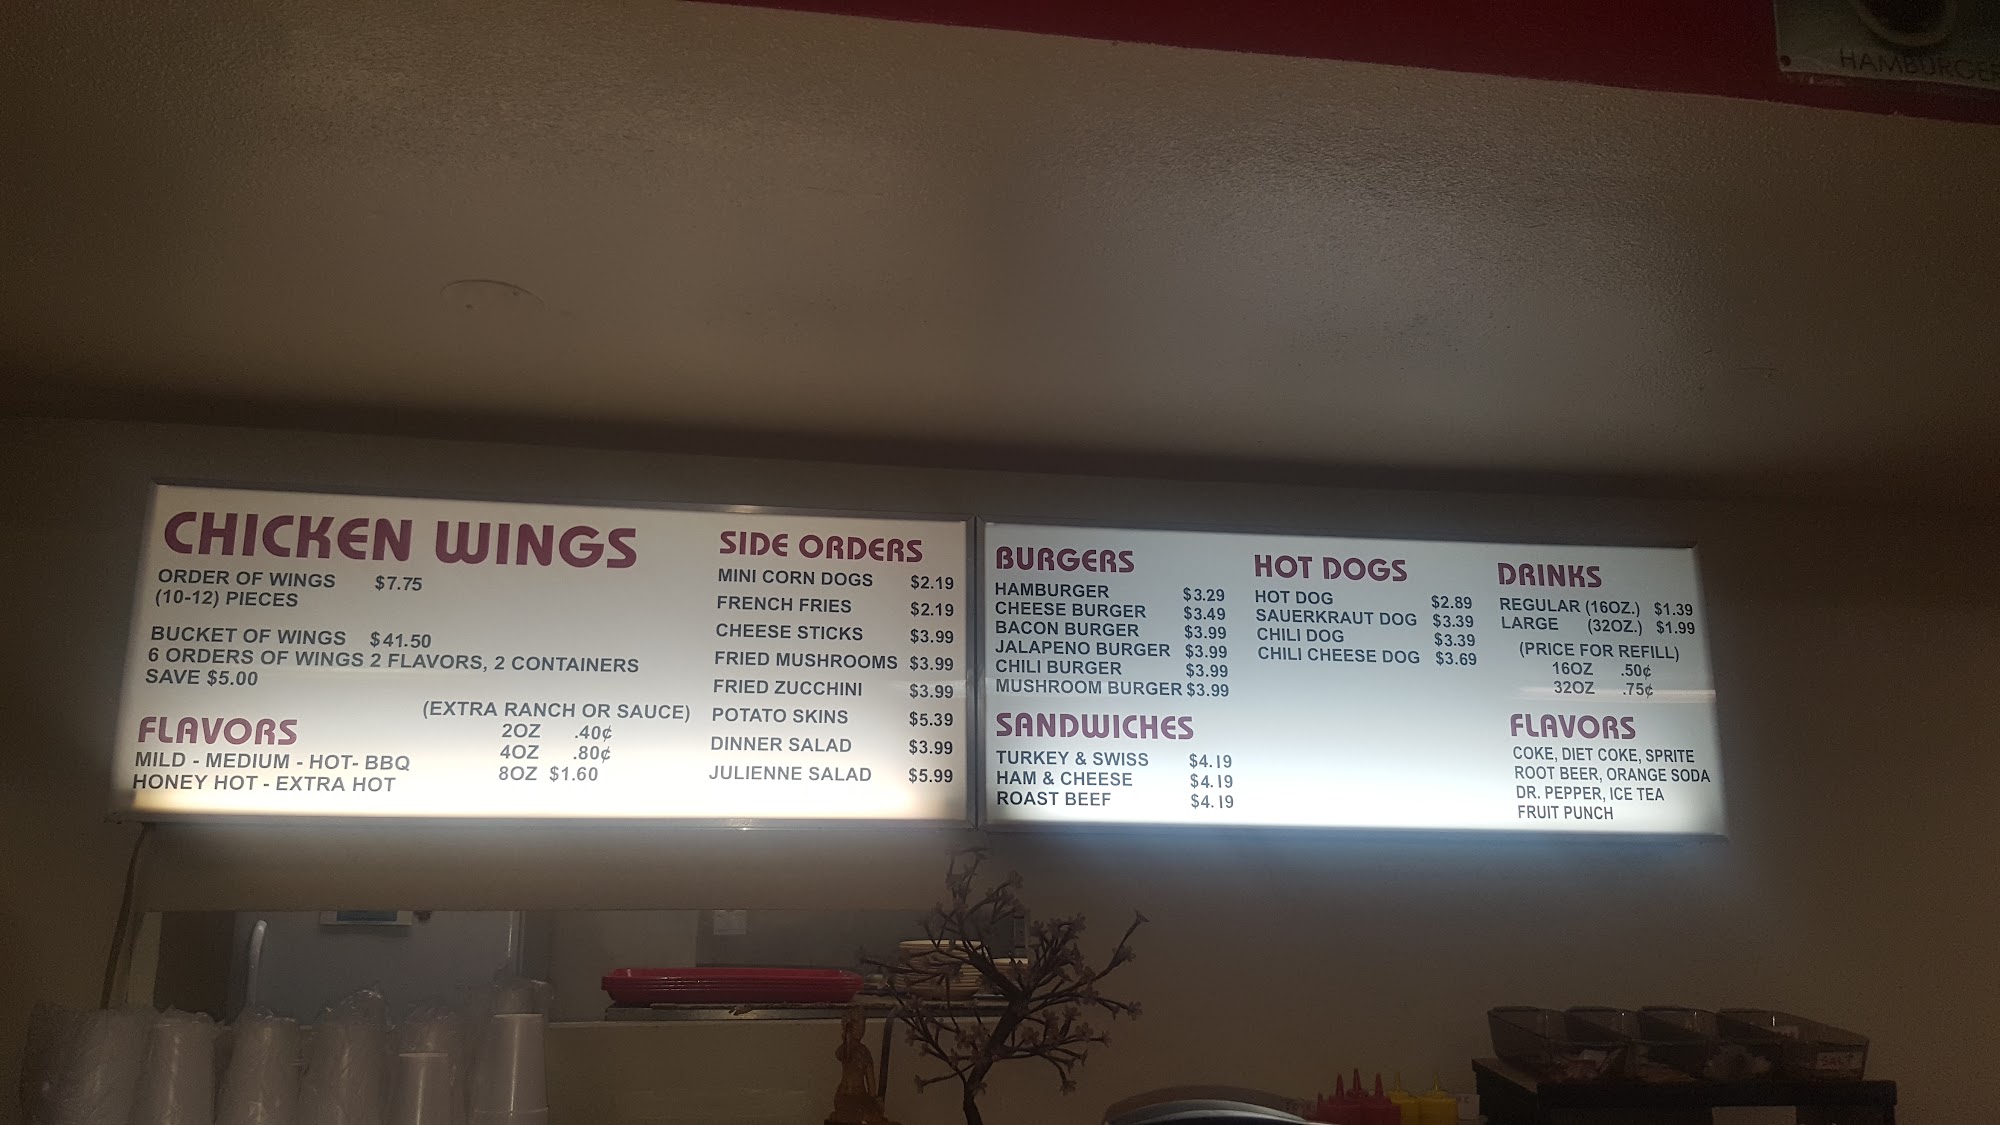 HAMBURGER
CHICKEN WINGS
ORDER OF WINGS $7.75
(10-12) PIECES
BUCKET OF WINGS $41.50
6 ORDERS OF WINGS 2 FLAVORS, 2 CONTAINERS
SAVE $5.00
FLAVORS
MILD - MEDIUM - HOT- BBQ
HONEY HOT - EXTRA HOT
(EXTRA RANCH OR SAUCE)
2OZ .40¢
4OZ .80¢
8OZ $1.60
SIDE ORDERS
MINI CORN DOGS $2.19
FRENCH FRIES $2.19
CHEESE STICKS $3.99
FRIED MUSHROOMS $3.99
FRIED ZUCCHINI $3.99
POTATO SKINS $5.39
DINNER SALAD $3.99
JULIENNE SALAD $5.99
BURGERS
HAMBURGER $3.29
CHEESE BURGER $3.49
BACON BURGER $3.99
JALAPENO BURGER $3.99
CHILI BURGER $3.99
MUSHROOM BURGER $3.99
SANDWICHES
TURKEY & SWISS $4.19
HAM & CHEESE $4.19
ROAST BEEF $4.19
HOT DOGS
HOT DOG $2.89
SAUERKRAUT DOG $3.39
CHILI DOG $3.39
CHILI CHEESE DOG $3.69
DRINKS
REGULAR (16OZ.) $1.39
LARGE (32OZ.) $1.99
(PRICE FOR REFILL)
16OZ .50¢
32OZ .75¢
FLAVORS
COKE, DIET COKE, SPRITE
ROOT BEER, ORANGE SODA
DR. PEPPER, ICE TEA
FRUIT PUNCH
SALT